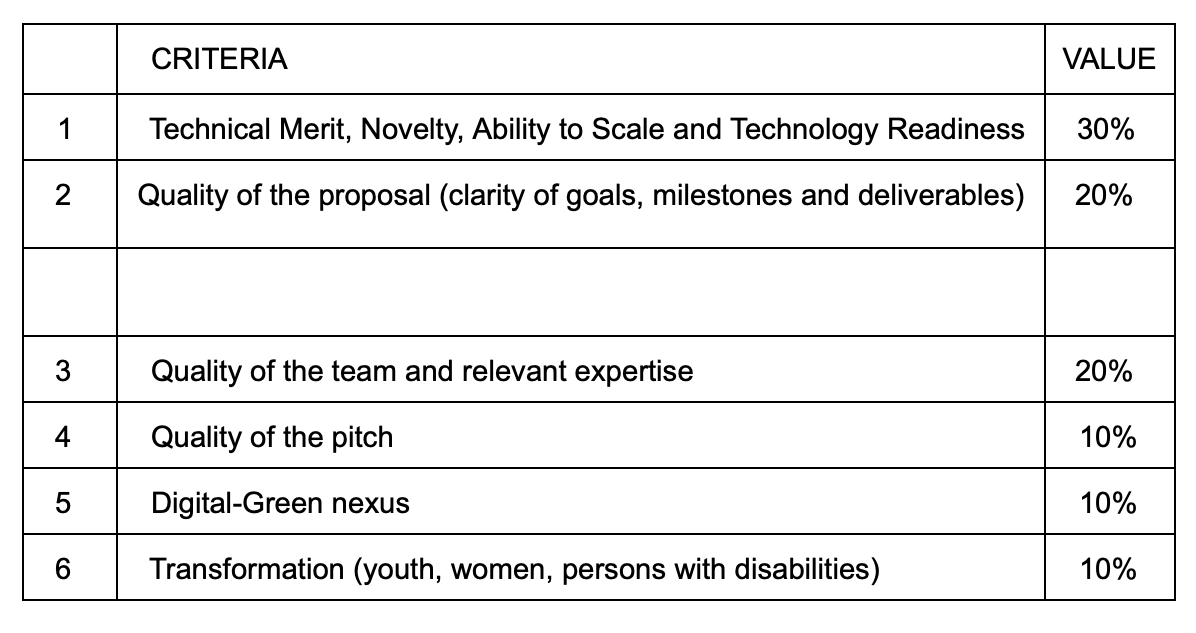 CRITERIA VALUE
1 Technical Merit, Novelty, Ability to Scale and Technology Readiness 30%
2 Quality of the proposal (clarity of goals, milestones and deliverables) 20%
3 Quality of the team and relevant expertise 20%
4 Quality of the pitch 10%
5 Digital-Green nexus 10%
6 Transformation (youth, women, persons with disabilities) 10%